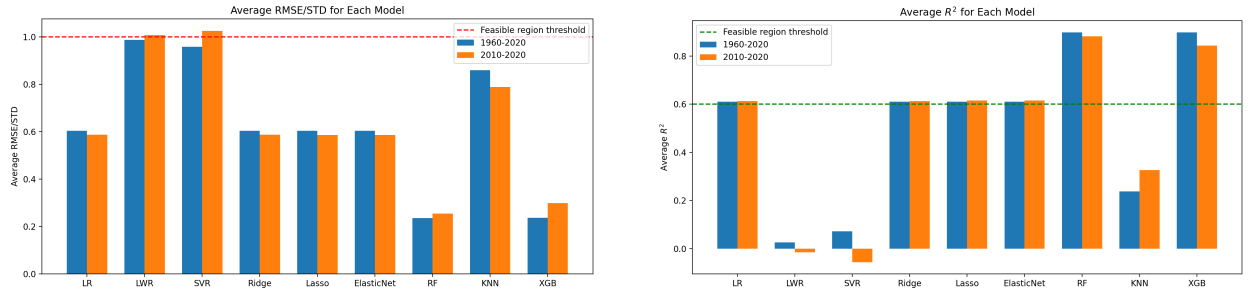 Average RMSE/STD for Each Model
Average RMSE/STD
1.0
0.8
0.6
0.4
0.2
0.0
Feasible region threshold
1960-2020
2010-2020
LR LWR SVR Ridge Lasso ElasticNet RF KNN XGB
Average R² for Each Model
Average R²
0.8
0.6
0.4
0.2
0.0
Feasible region threshold
1960-2020
2010-2020
LR LWR SVR Ridge Lasso ElasticNet RF KNN XGB